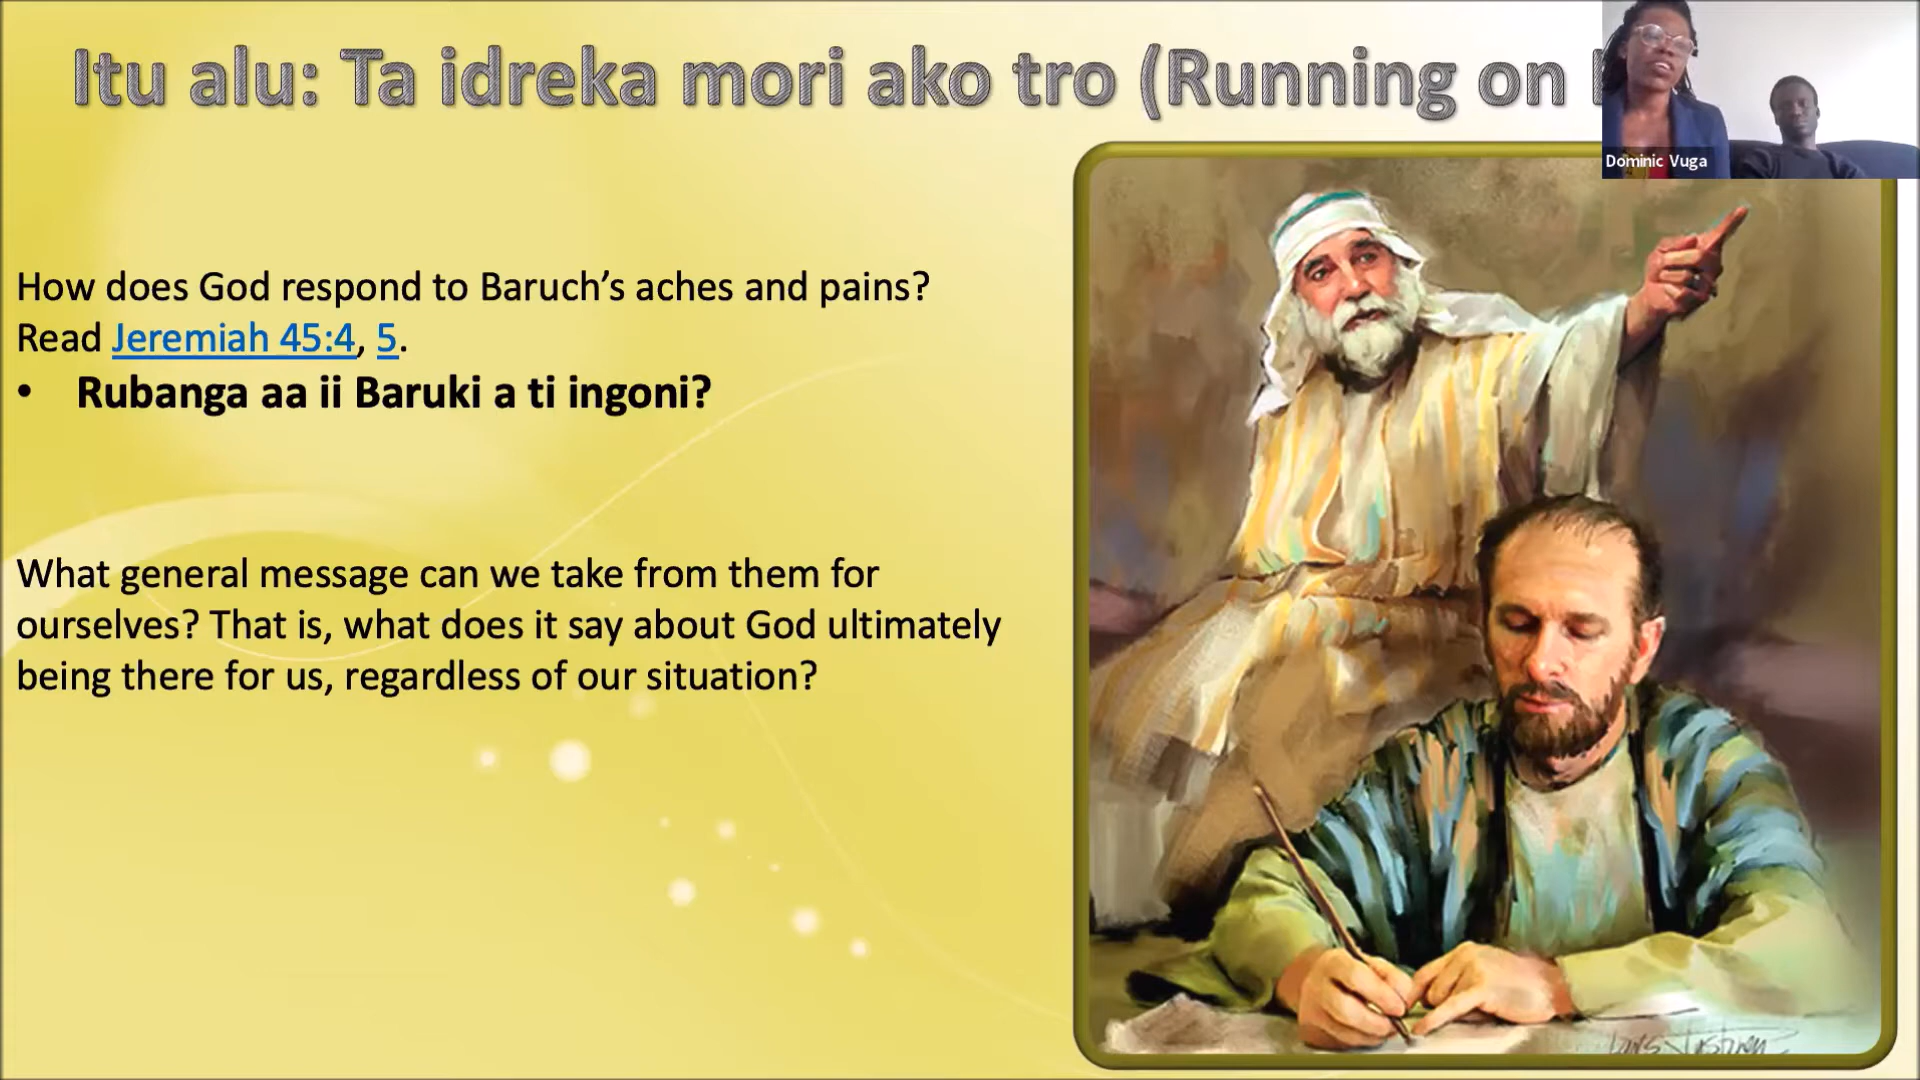 Itu alu: Ta idreka mori ako tro (Running on
Dominic Vuga
How does God respond to Baruch’s aches and pains?
Read Jeremiah 45:4, 5.
• Rubanga aa ii Baruki a ti ingoni?
What general message can we take from them for
ourselves? That is, what does it say about God ultimately
being there for us, regardless of our situation?